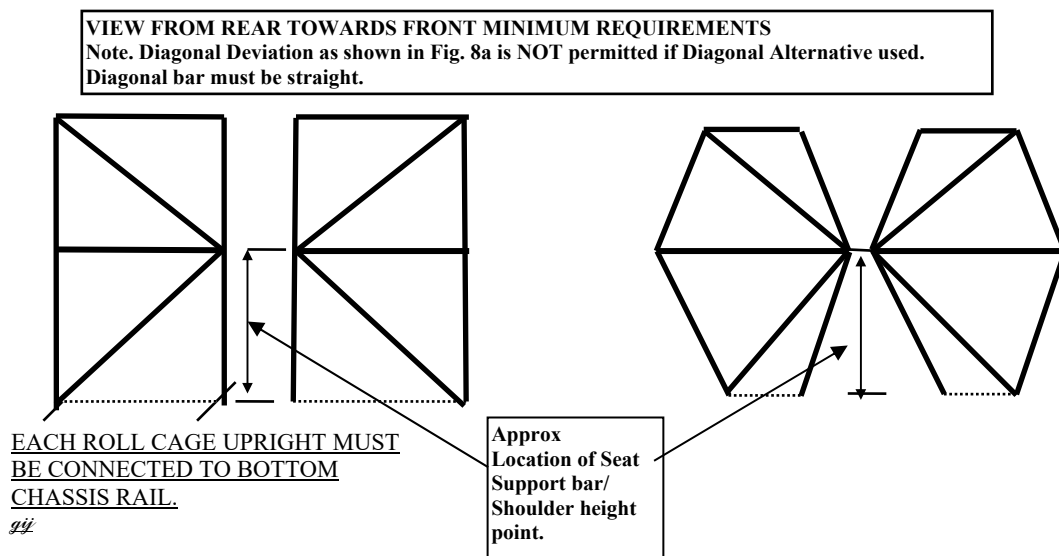 VIEW FROM REAR TOWARDS FRONT MINIMUM REQUIREMENTS
Note. Diagonal Deviation as shown in Fig. 8a is NOT permitted if Diagonal Alternative used.
Diagonal bar must be straight.
EACH ROLL CAGE UPRIGHT MUST
BE CONNECTED TO BOTTOM
CHASSIS RAIL.
Approx
Location of Seat
Support bar/
Shoulder height
point.